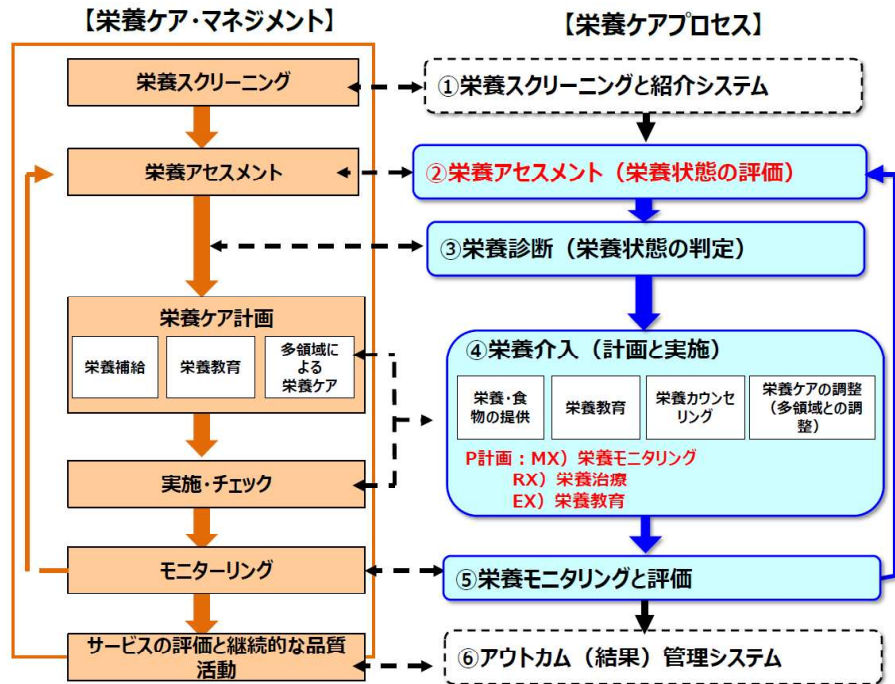 【栄養ケア・マネジメント】
栄養スクリーニング
栄養アセスメント
栄養ケア計画
栄養補給
栄養教育
多領域に
よる
栄養ケア
実施・チェック
モニターリング
サービスの評価と継続的な品質
活動
【栄養ケアプロセス】
①栄養スクリーニングと紹介システム
②栄養アセスメント（栄養状態の評価）
③栄養診断（栄養状態の判定）
④栄養介入（計画と実施）
栄養・食
物の提供
栄養教育
栄養カウンセ
リング
栄養ケアの調整
（多領域との調
整）
P計画：MX）栄養モニタリング
RX）栄養治療
EX）栄養教育
⑤栄養モニタリングと評価
⑥アウトカム（結果）管理システム